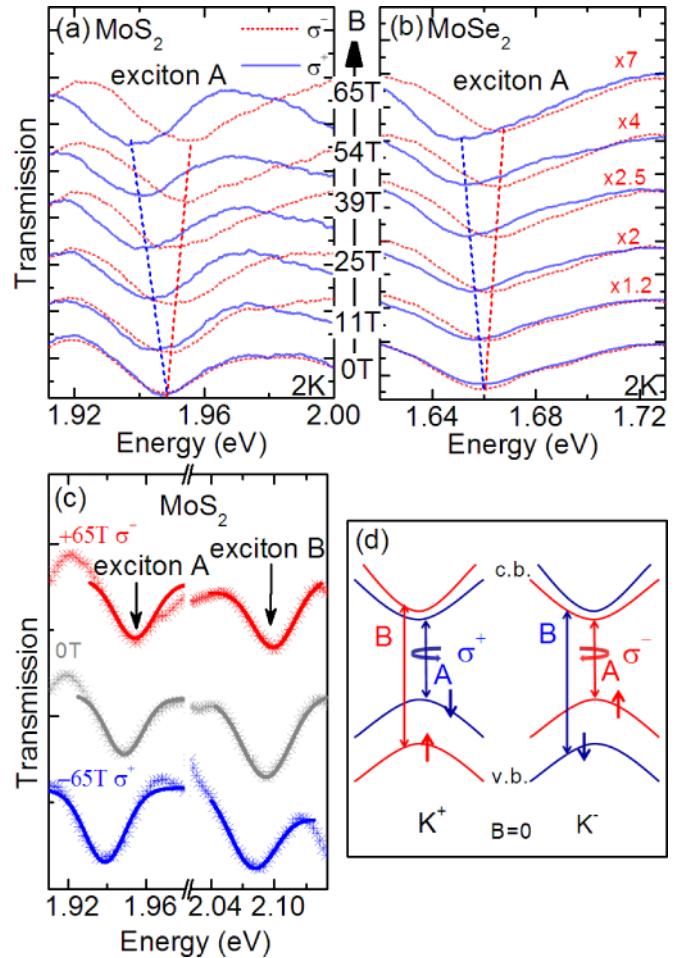 (a) MoS2 σ− σ+ B (b) MoSe2
exciton A exciton A x7
65T x4
54T
39T x2.5
25T x2
11T x1.2
0T
2K 2K
Transmission
1.92 1.96 2.00 1.64 1.68 1.72
Energy (eV) Energy (eV)
(c) MoS2
+65T σ−
exciton A exciton B
0T
−65T σ+
Transmission
1.92 1.96 2.04 2.10
Energy (eV)
(d)
c.b.
B σ+ B σ−
A A
v.b.
K+ B=0 K-